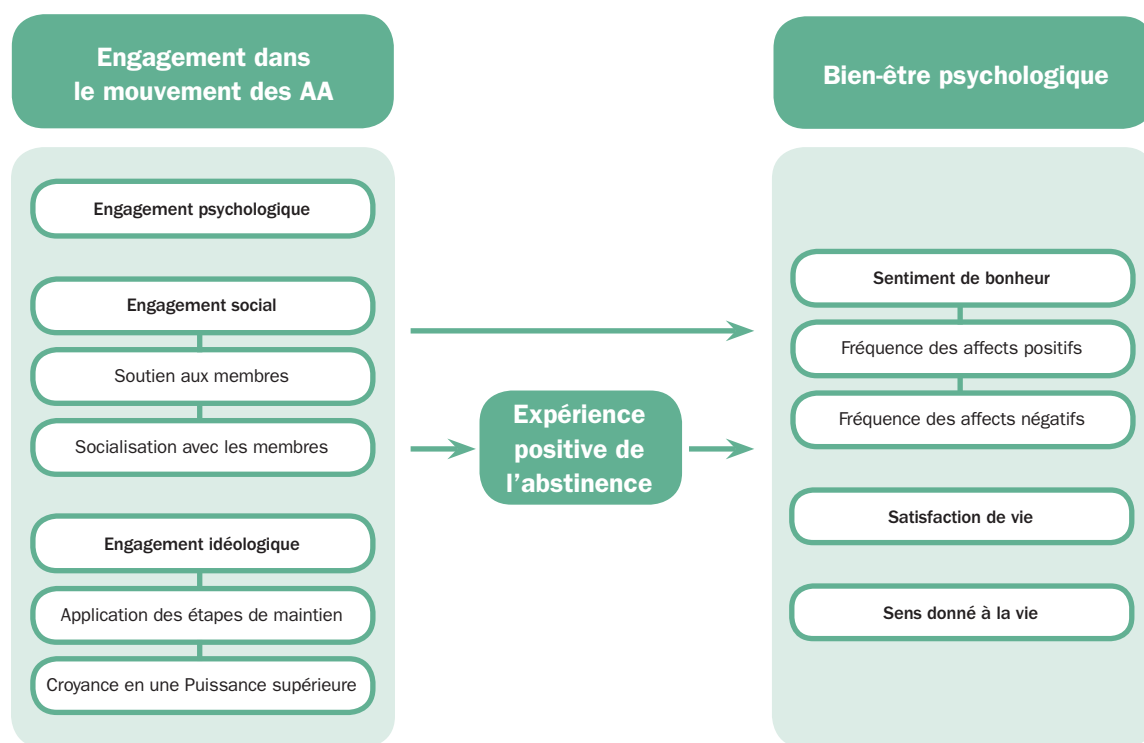 Engagement dans
le mouvement des AA
Engagement psychologique
Engagement social
Soutien aux membres
Socialisation avec les membres
Engagement idéologique
Application des étapes de maintien
Croyance en une Puissance supérieure
Expérience
positive de
l'abstinence
Bien-être psychologique
Sentiment de bonheur
Fréquence des affects positifs
Fréquence des affects négatifs
Satisfaction de vie
Sens donné à la vie